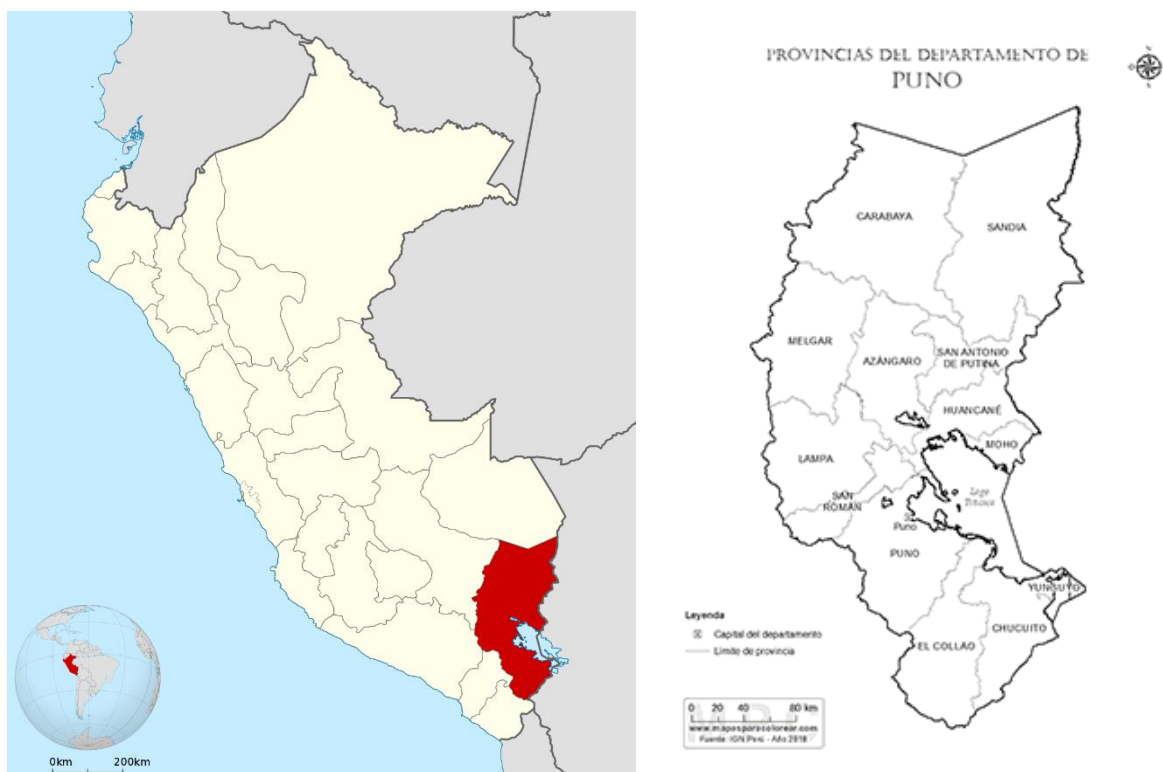 0km 200km
PROVINCIAS DEL DEPARTAMENTO DE
PUNO
CARABAYA
SANDIA
MELGAR
AZÁNGARO
SAN ANTONIO
DE PUTINA
HUANCANÉ
MOHO
LAMPA
SAN
ROMÁN
Lago
Titicaca
Puno
PUNO
YUNGUYO
CHUCUITO
EL COLLAO
Leyenda
Capital del departamento
Límite de provincia
0 20 40 80 km
www.mapasparacolorear.com
Fuente: IGN Perú - Año 2018